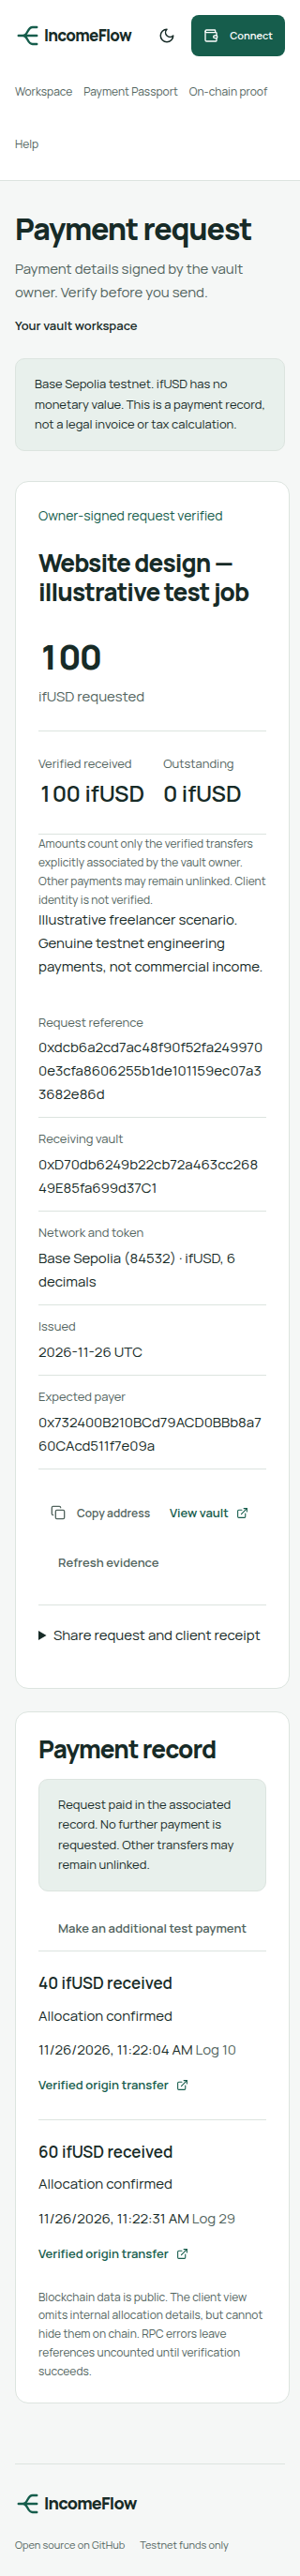 IncomeFlow
Connect
Workspace Payment Passport On-chain proof
Help
Payment request
Payment details signed by the vault
owner. Verify before you send.
Your vault workspace
Base Sepolia testnet. ifUSD has no
monetary value. This is a payment record,
not a legal invoice or tax calculation.
Owner-signed request verified
Website design —
illustrative test job
100
ifUSD requested
Verified received Outstanding
100 ifUSD 0 ifUSD
Amounts count only the verified transfers
explicitly associated by the vault owner.
Other payments may remain unlinked. Client
identity is not verified.
Illustrative freelancer scenario.
Genuine testnet engineering
payments, not commercial income.
Request reference
0xdcb6a2cd7ac48f90f52fa249970
0e3cfa8606255b1de101159ec07a3
3682e86d
Receiving vault
0xD70db6249b22cb72a463cc268
49E85fa699d37C1
Network and token
Base Sepolia (84532) · ifUSD, 6
decimals
Issued
2026-11-26 UTC
Expected payer
0x732400B210BCd79ACD0BBb8a7
60CAcd511f7e09a
Copy address View vault
Refresh evidence
Share request and client receipt
Payment record
Request paid in the associated
record. No further payment is
requested. Other transfers may
remain unlinked.
Make an additional test payment
40 ifUSD received
Allocation confirmed
11/26/2026, 11:22:04 AM Log 10
Verified origin transfer
60 ifUSD received
Allocation confirmed
11/26/2026, 11:22:31 AM Log 29
Verified origin transfer
Blockchain data is public. The client view
omits internal allocation details, but cannot
hide them on chain. RPC errors leave
references uncounted until verification
succeeds.
IncomeFlow
Open source on GitHub Testnet funds only